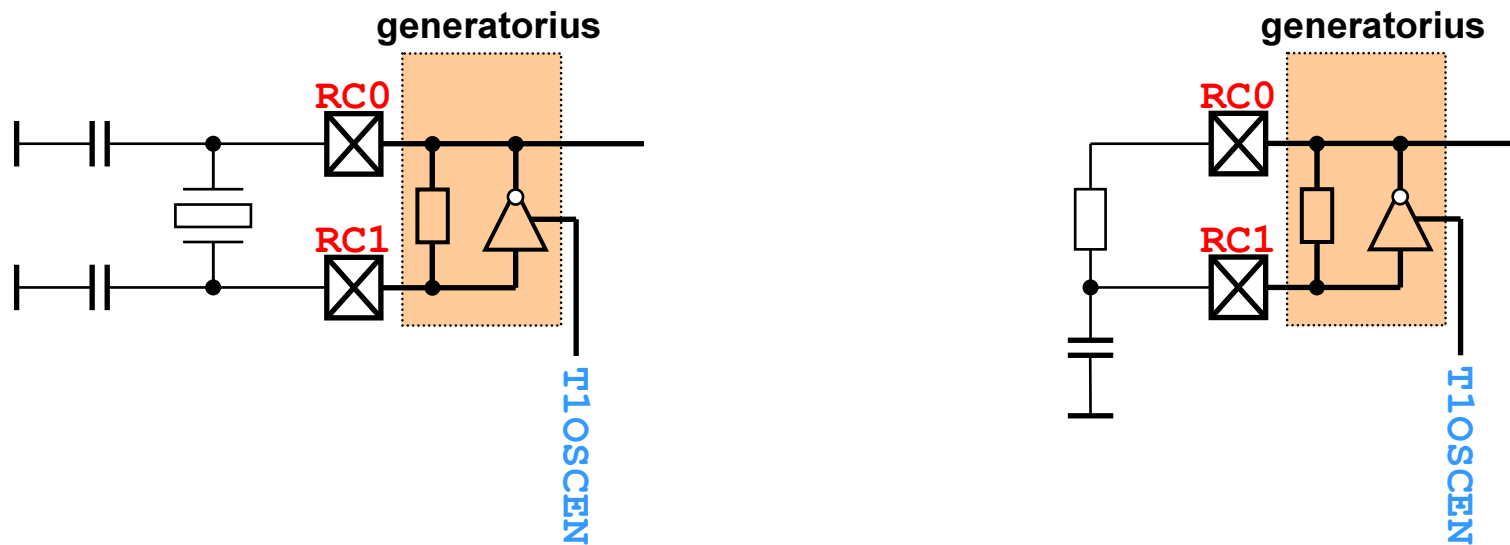 generatorius
RC0
RC1
T1OSCEN
generatorius
RC0
RC1
T1OSCEN